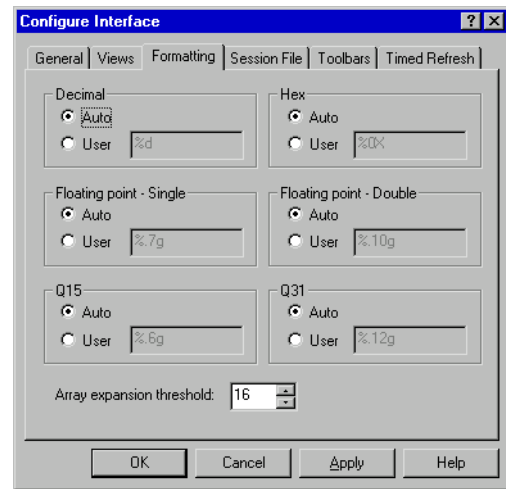 Configure Interface
General Views Formatting Session File Toolbars Timed Refresh
Decimal
Auto
User %d
Hex
Auto
User %0X
Floating point - Single
Auto
User %.7g
Floating point - Double
Auto
User %.10g
Q15
Auto
User %.6g
Q31
Auto
User %.12g
Array expansion threshold: 16
OK Cancel Apply Help